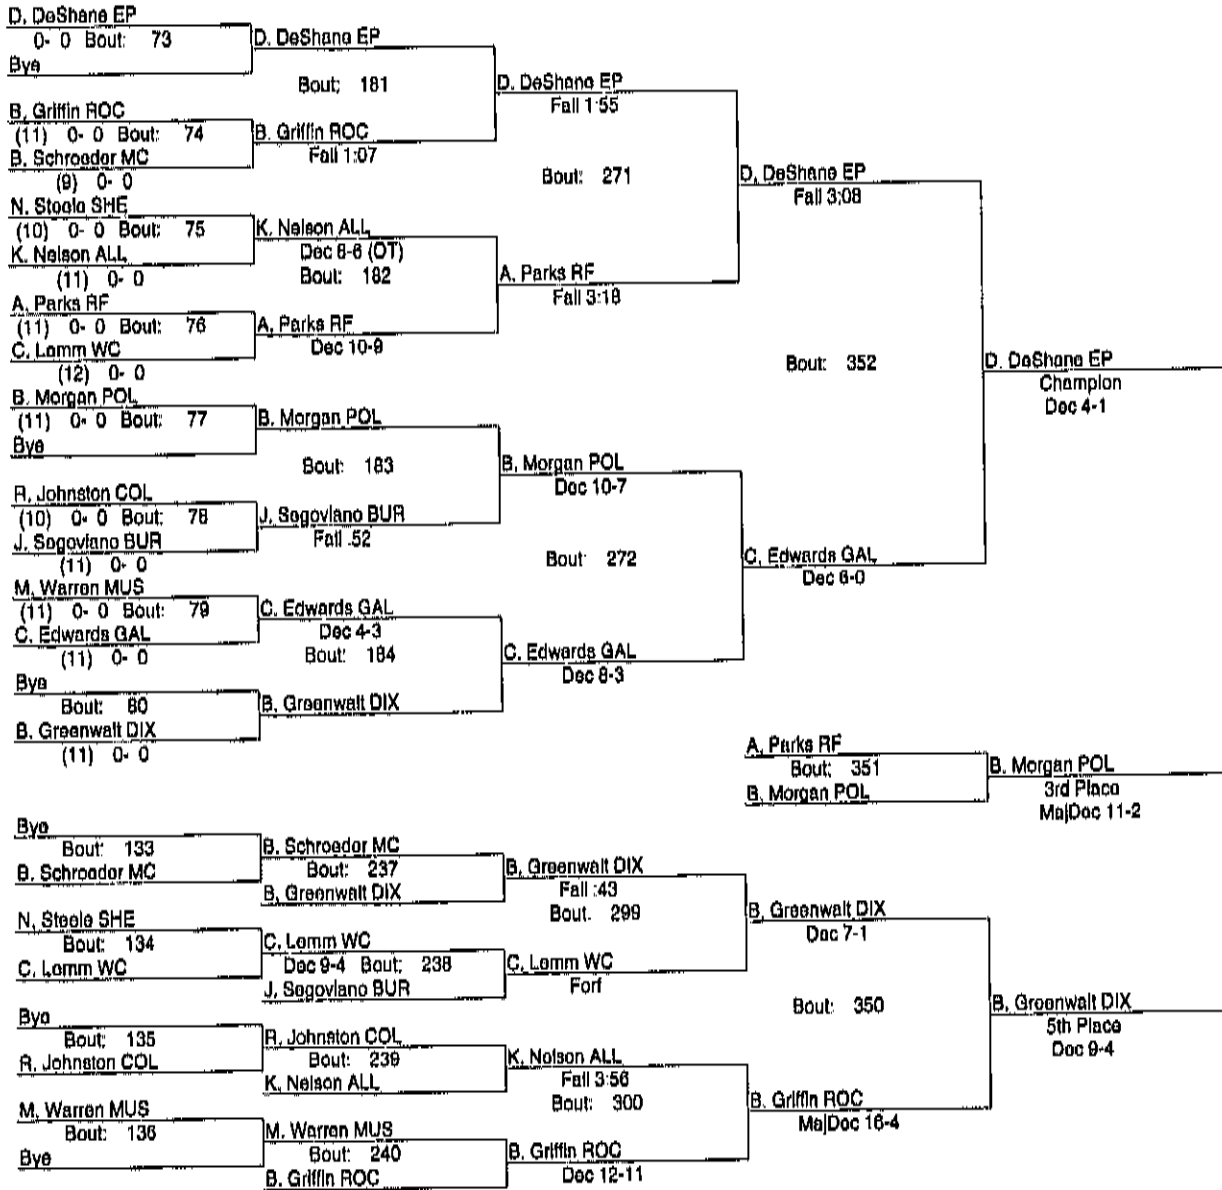 D. DeShane EP
0- 0 Bout: 73
Bye
D. DeShane EP
Bout: 181
B. Griffin ROC
(11) 0- 0 Bout: 74
B. Schroeder MC
(9) 0- 0
B. Griffin ROC
Fall 1:07
D. DeShane EP
Fall 1:55
Bout: 271
N. Steele SHE
(10) 0- 0 Bout: 75
K. Nelson ALL
(11) 0- 0
K. Nelson ALL
Dec 8-6 (OT)
Bout: 182
A. Parks RF
(11) 0- 0 Bout: 76
C. Lemm WC
(12) 0- 0
A. Parks RF
Dec 10-9
A. Parks RF
Fall 3:18
D. DeShane EP
Fall 3:08
Bout: 352
D. DeShane EP
Champion
Dec 4-1
B. Morgan POL
(11) 0- 0 Bout: 77
Bye
B. Morgan POL
Bout: 183
R. Johnston COL
(10) 0- 0 Bout: 78
J. Segoviano BUR
(11) 0- 0
J. Segoviano BUR
Fall :52
B. Morgan POL
Dec 10-7
Bout: 272
M. Warren MUS
(11) 0- 0 Bout: 79
C. Edwards GAL
(11) 0- 0
C. Edwards GAL
Dec 4-3
Bout: 184
Bye
Bout: 80
B. Greenwalt DIX
(11) 0- 0
B. Greenwalt DIX
C. Edwards GAL
Dec 8-3
C. Edwards GAL
Dec 6-0
A. Parks RF
Bout: 351
B. Morgan POL
B. Morgan POL
3rd Place
MajDec 11-2
Bye
Bout: 133
B. Schroeder MC
B. Schroeder MC
Bout: 237
B. Greenwalt DIX
B. Greenwalt DIX
Fall :43
Bout: 299
N. Steele SHE
Bout: 134
C. Lemm WC
C. Lemm WC
Dec 9-4 Bout: 238
J. Segoviano BUR
C. Lemm WC
Forf
B. Greenwalt DIX
Dec 7-1
Bout: 350
Bye
Bout: 135
R. Johnston COL
R. Johnston COL
Bout: 239
K. Nelson ALL
K. Nelson ALL
Fall 3:56
Bout: 300
M. Warren MUS
Bout: 136
Bye
M. Warren MUS
Bout: 240
B. Griffin ROC
B. Griffin ROC
Dec 12-11
B. Griffin ROC
MajDec 16-4
B. Greenwalt DIX
5th Place
Dec 9-4